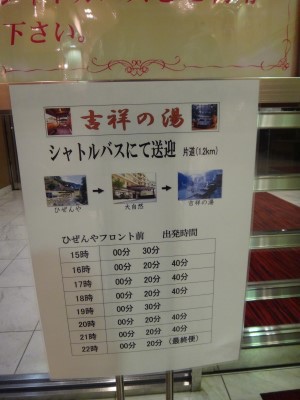 下さい。
吉祥の湯
シャトルバスにて送迎 片道(1.2km)
ひぜんや 大自然 吉祥の湯
ひぜんやフロント前 出発時間
15時 00分 30分
16時 00分 20分 40分
17時 00分 20分 40分
18時 00分 20分 40分
19時 00分 30分
20時 00分 20分 40分
21時 00分 20分 40分
22時 00分 20分 (最終便)